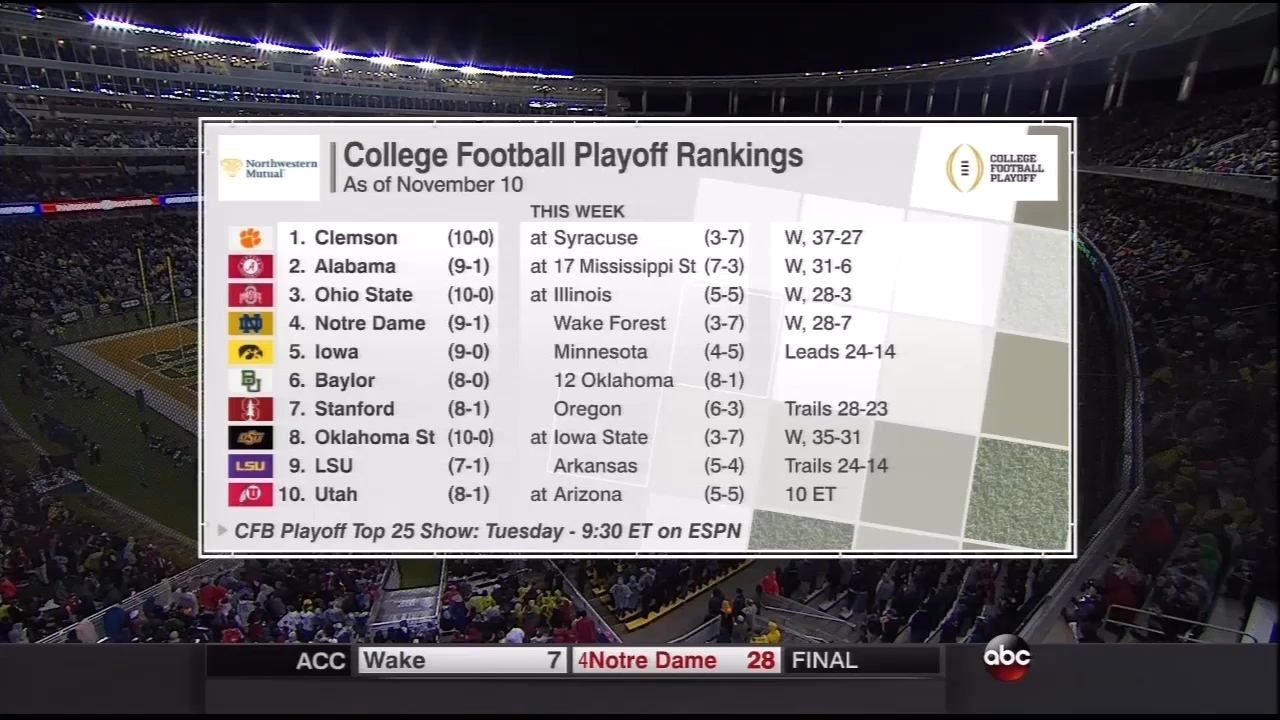 Northwestern
Mutual
College Football Playoff Rankings
As of November 10
COLLEGE
FOOTBALL
PLAYOFF
THIS WEEK
1. Clemson (10-0) at Syracuse (3-7) W, 37-27
2. Alabama (9-1) at 17 Mississippi St (7-3) W, 31-6
3. Ohio State (10-0) at Illinois (5-5) W, 28-3
4. Notre Dame (9-1) Wake Forest (3-7) W, 28-7
5. Iowa (9-0) Minnesota (4-5) Leads 24-14
6. Baylor (8-0) 12 Oklahoma (8-1)
7. Stanford (8-1) Oregon (6-3) Trails 28-23
8. Oklahoma St (10-0) at Iowa State (3-7) W, 35-31
LSU 9. LSU (7-1) Arkansas (5-4) Trails 24-14
10. Utah (8-1) at Arizona (5-5) 10 ET
CFB Playoff Top 25 Show: Tuesday - 9:30 ET on ESPN
ACC Wake 7 4Notre Dame 28 FINAL abc